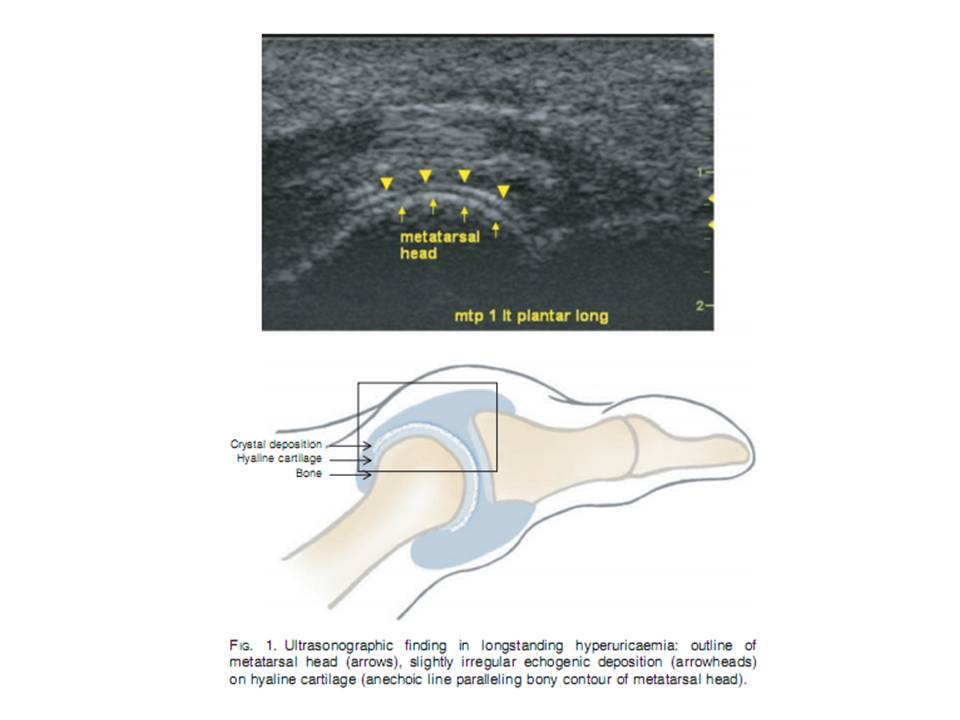 1
metatarsal
head
2
mtp 1 lt plantar long
Crystal deposition
Hyaline cartilage
Bone
FIG. 1. Ultrasonographic finding in longstanding hyperuricaemia: outline of
metatarsal head (arrows), slightly irregular echogenic deposition (arrowheads)
on hyaline cartilage (anechoic line paralleling bony contour of metatarsal head).